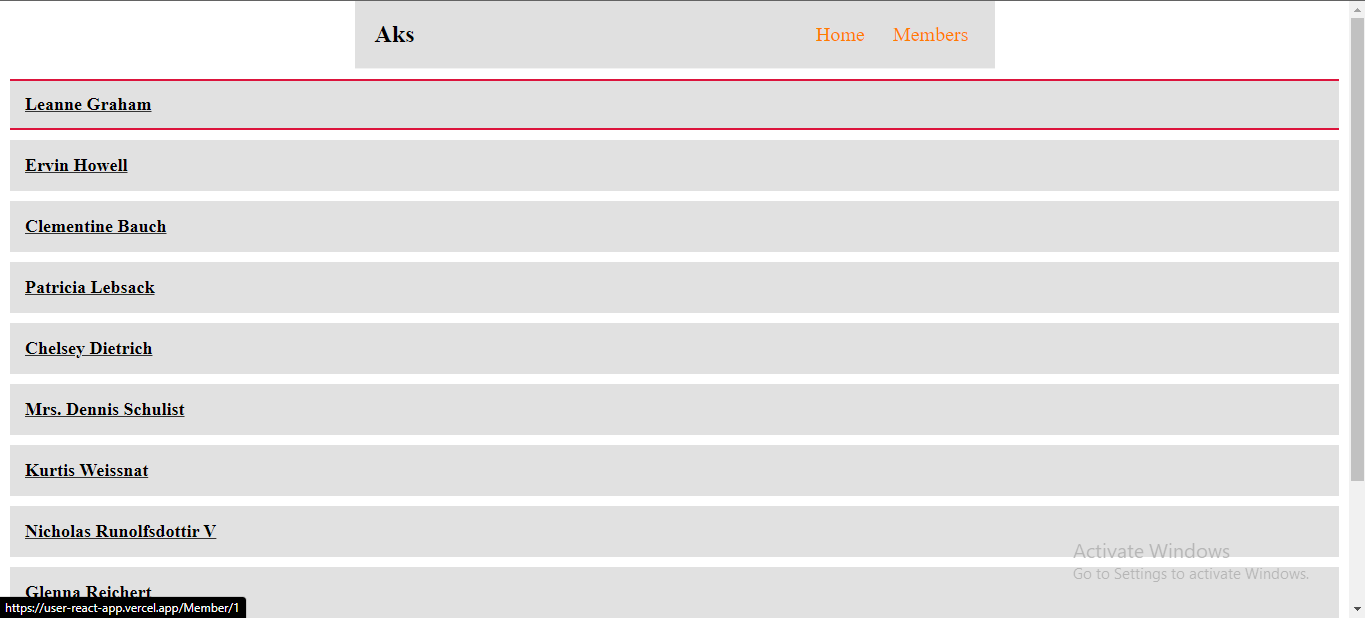 Aks Home Members
Leanne Graham
Ervin Howell
Clementine Bauch
Patricia Lebsack
Chelsey Dietrich
Mrs. Dennis Schulist
Kurtis Weissnat
Nicholas Runolfsdottir V
Activate Windows
Go to Settings to activate Windows.
Glenna Reichert
https://user-react-app.vercel.app/Member/1